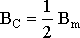 B_C = 1/2 B_m